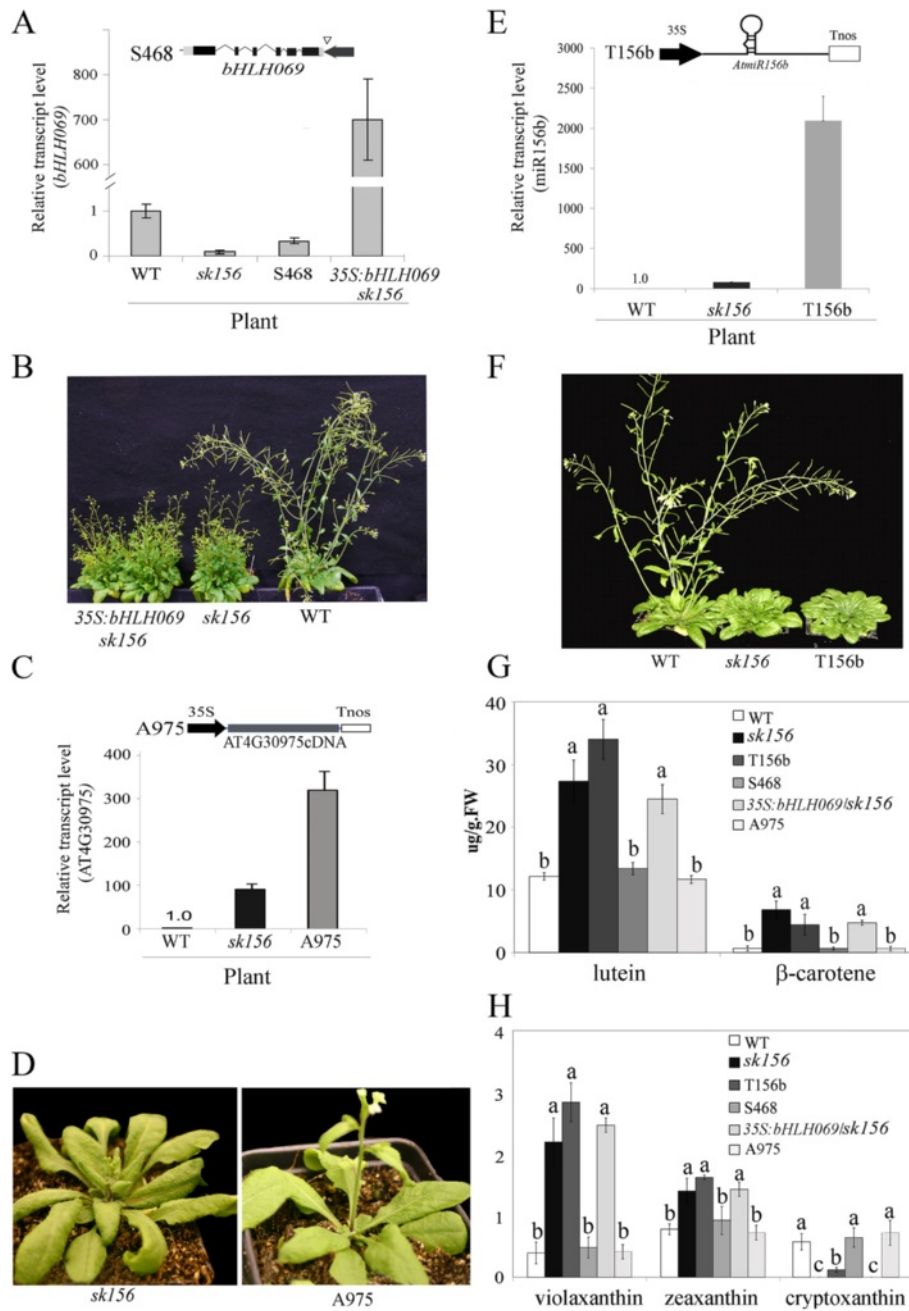 A
S468
bHLH069
Relative transcript level
(bHLH069)
800
700
600
1
0
WT
sk156
S468
35S:bHLH069
sk156
Plant
B
35S:bHLH069
sk156
sk156
WT
C
A975
35S
Tnos
AT4G30975cDNA
Relative transcript level
(AT4G30975)
400
300
200
100
0
1.0
WT
sk156
A975
Plant
D
sk156
A975
E
T156b
35S
Tnos
AtmiR156b
Relative transcript level
(miR156b)
3000
2500
2000
1500
1000
500
0
1.0
WT
sk156
T156b
Plant
F
WT
sk156
T156b
G
ug/g.FW
40
30
20
10
0
WT
sk156
T156b
S468
35S:bHLH069/sk156
A975
b
a
a
b
a
b
b
a
a
b
a
b
lutein
β-carotene
H
4
3
2
1
0
WT
sk156
T156b
S468
35S:bHLH069/sk156
A975
b
a
a
b
a
b
b
a
a
b
a
b
a
c
b
a
c
a
violaxanthin
zeaxanthin
cryptoxanthin